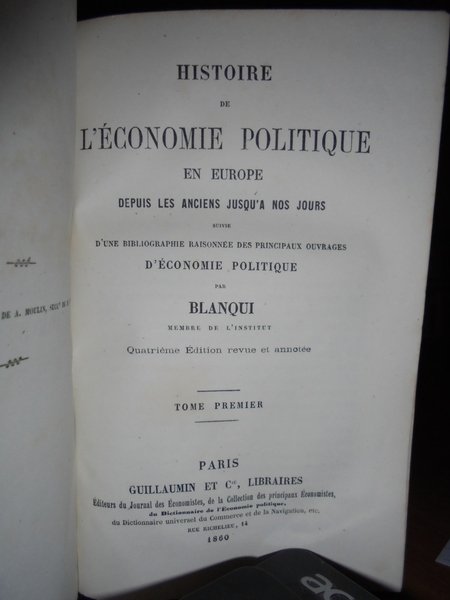 HISTOIRE
DE
L'ÉCONOMIE POLITIQUE
EN EUROPE
DEPUIS LES ANCIENS JUSQU'A NOS JOURS
SUIVIE
D'UNE BIBLIOGRAPHIE RAISONNÉE DES PRINCIPAUX OUVRAGES
D'ÉCONOMIE POLITIQUE
PAR
BLANQUI
MEMBRE DE L'INSTITUT
Quatrième Édition revue et annotée
TOME PREMIER
PARIS
GUILLAUMIN ET Cie, LIBRAIRES
Éditeurs du Journal des Économistes, de la Collection des principaux Économistes,
du Dictionnaire de l'Économie politique,
du Dictionnaire universel du Commerce et de la Navigation, etc.
RUE RICHELIEU, 14
1860
DE A. MOULIN,